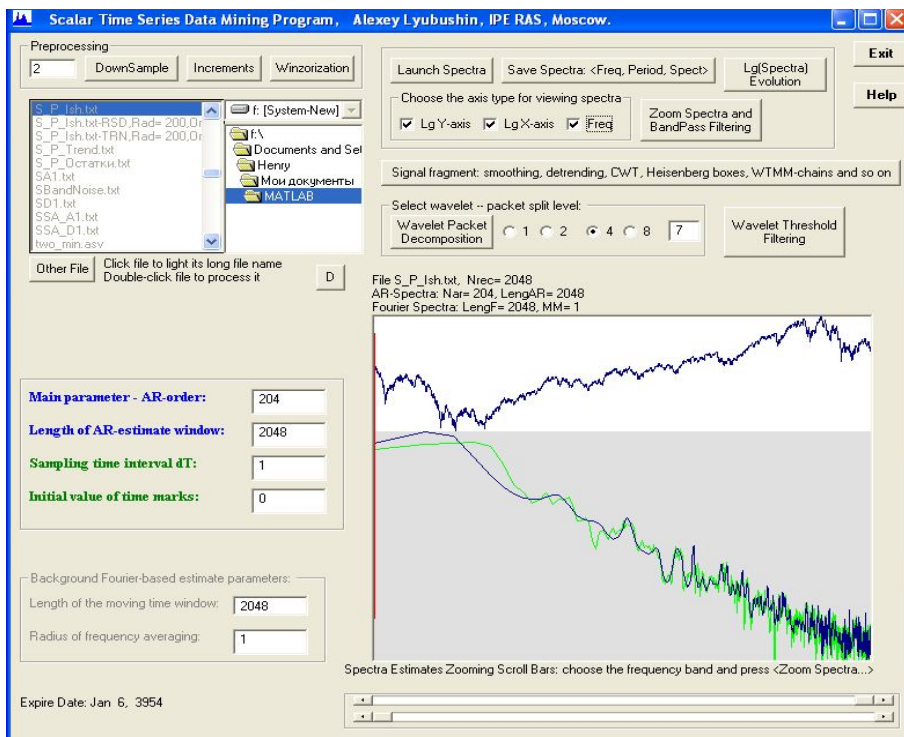 Scalar Time Series Data Mining Program, Alexey Lyubushin, IPE RAS, Moscow.
Preprocessing
2
DownSample
Increments
Winzorization
S_P_Ish.txt
S_P_Ish.txt-RSD,Rad= 200,Or
S_P_Ish.txt-TRN,Rad= 200,Or
S_P_Trend.txt
S_P_Остатки.txt
SA1.txt
SBandNoise.txt
SD1.txt
SSA_A1.txt
SSA_D1.txt
two_min.asv
f: [System-New]
f:\
Documents and Set
Henry
Мои документы
MATLAB
Other File
Click file to light its long file name
Double-click file to process it
D
Launch Spectra
Save Spectra: <Freq, Period, Spect>
Lg(Spectra)
Evolution
Exit
Help
Choose the axis type for viewing spectra
Lg Y-axis
Lg X-axis
Freq
Zoom Spectra and
BandPass Filtering
Signal fragment: smoothing, detrending, CWT, Heisenberg boxes, WTMM-chains and so on
Select wavelet -- packet split level:
Wavelet Packet
Decomposition
1
2
4
8
7
Wavelet Threshold
Filtering
File S_P_Ish.txt, Nrec= 2048
AR-Spectra: Nar= 204, LengAR= 2048
Fourier Spectra: LengF= 2048, MM= 1
Main parameter - AR-order:
204
Length of AR-estimate window:
2048
Sampling time interval dT:
1
Initial value of time marks:
0
Background Fourier-based estimate parameters:
Length of the moving time window:
2048
Radius of frequency averaging:
1
Spectra Estimates Zooming Scroll Bars: choose the frequency band and press <Zoom Spectra...>
Expire Date: Jan 6, 3954